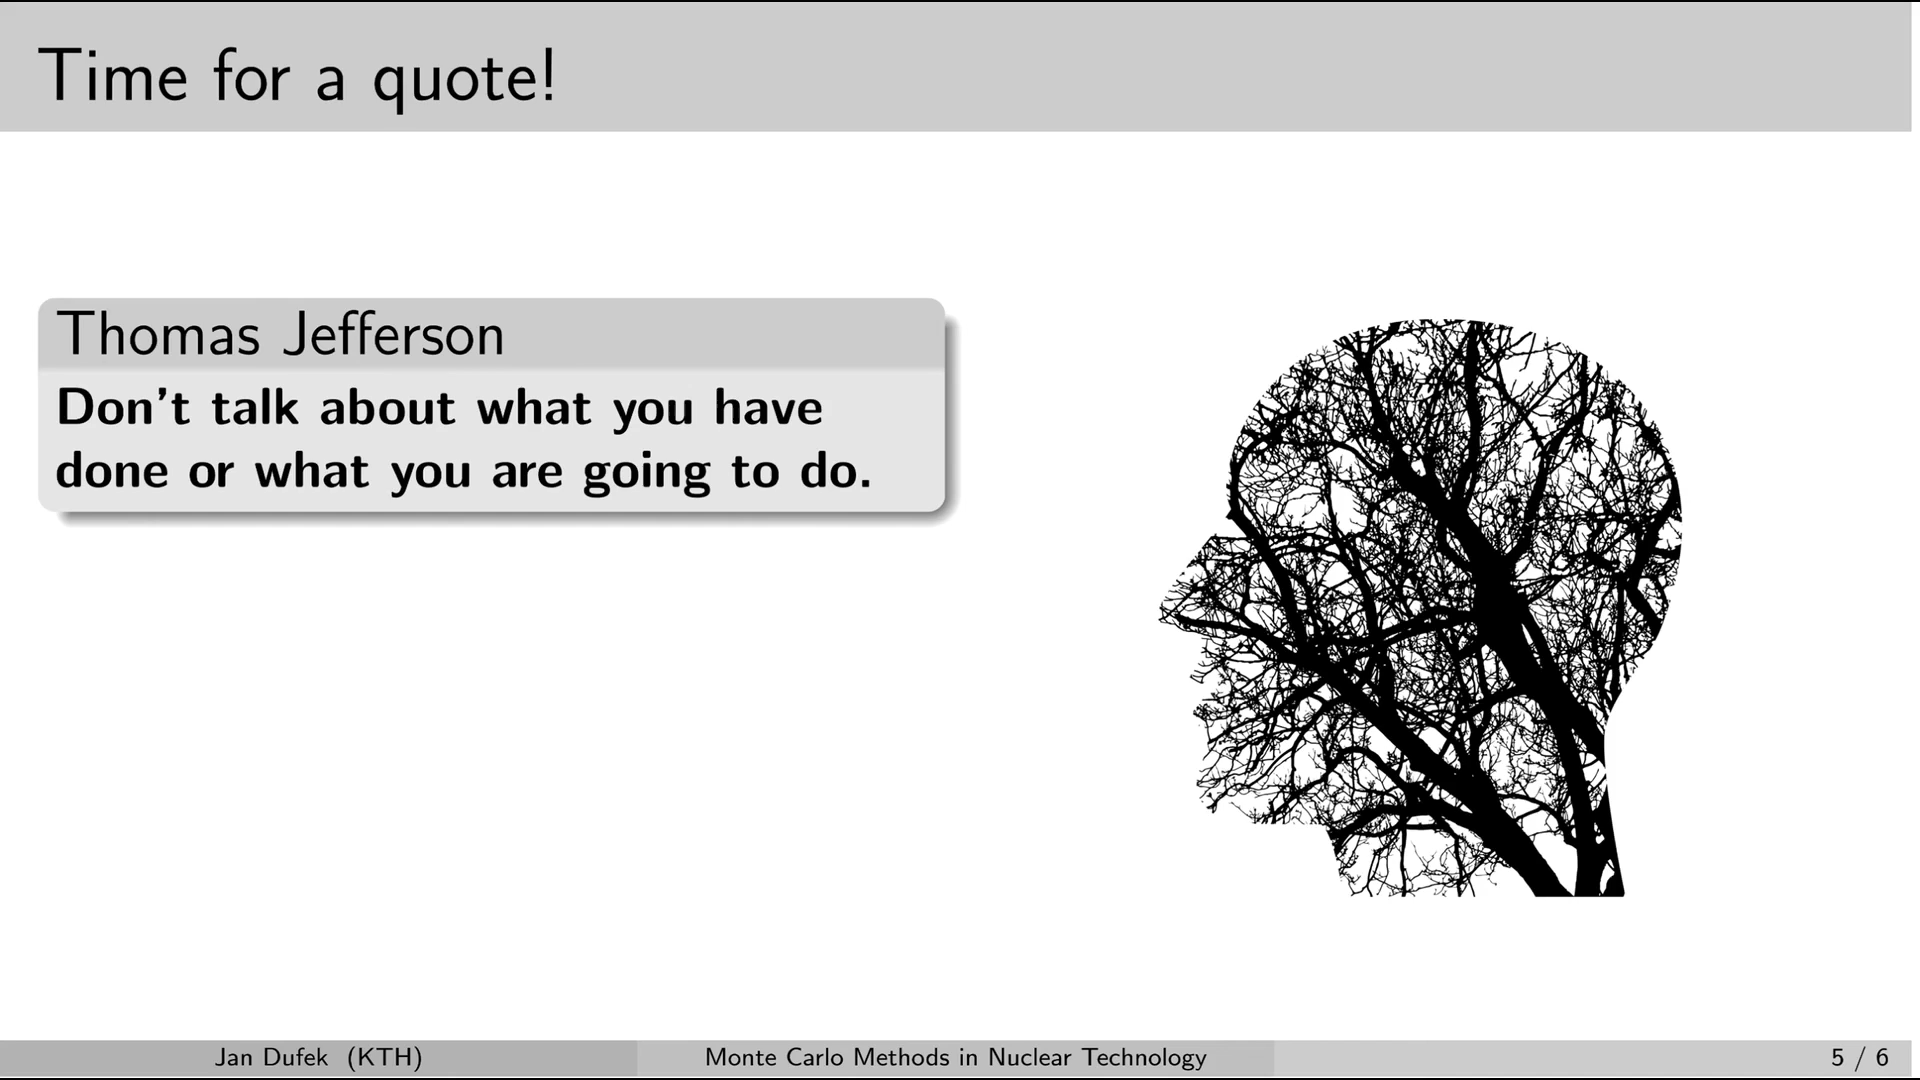 Time for a quote!
Thomas Jefferson
Don't talk about what you have
done or what you are going to do.
Jan Dufek (KTH)
Monte Carlo Methods in Nuclear Technology
5 / 6